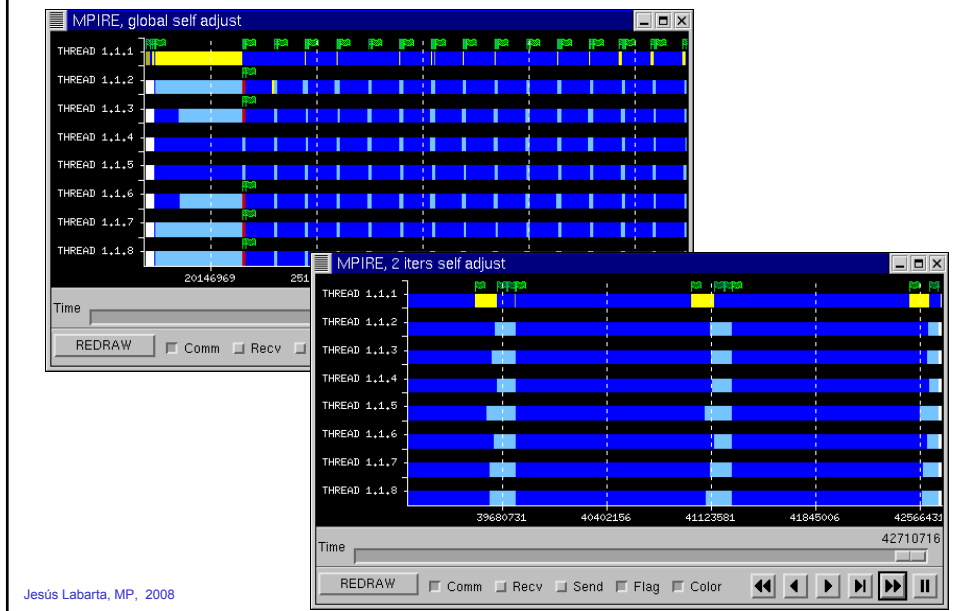 MPIRE, global self adjust
THREAD 1.1.1
THREAD 1.1.2
THREAD 1.1.3
THREAD 1.1.4
THREAD 1.1.5
THREAD 1.1.6
THREAD 1.1.7
THREAD 1.1.8
20146969 251
Time
REDRAW Comm Recv
MPIRE, 2 iters self adjust
THREAD 1.1.1
THREAD 1.1.2
THREAD 1.1.3
THREAD 1.1.4
THREAD 1.1.5
THREAD 1.1.6
THREAD 1.1.7
THREAD 1.1.8
39680731 40402156 41123581 41845006 42566431
42710716
Time
REDRAW Comm Recv Send Flag Color
Jesús Labarta, MP, 2008